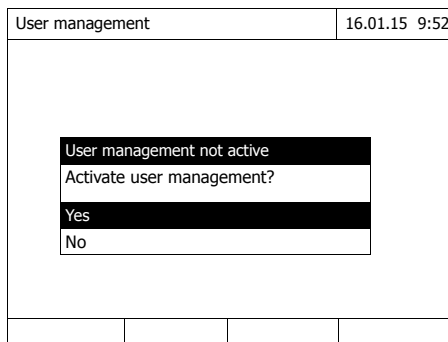 User management 16.01.15 9:52
User management not active
Activate user management?
Yes
No